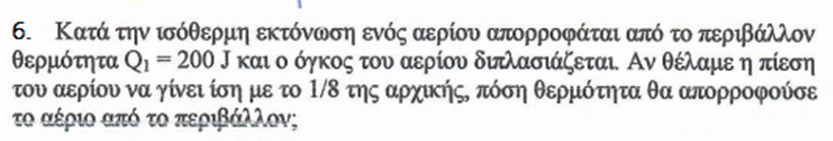 6. Κατά την ισόθερμη εκτόνωση ενός αερίου απορροφάται από το περιβάλλον
θερμότητα Q₁ = 200 J και ο όγκος του αερίου διπλασιάζεται. Αν θέλαμε η πίεση
του αερίου να γίνει ίση με το 1/8 της αρχικής, πόση θερμότητα θα απορροφούσε
το αέριο από το περιβάλλον;